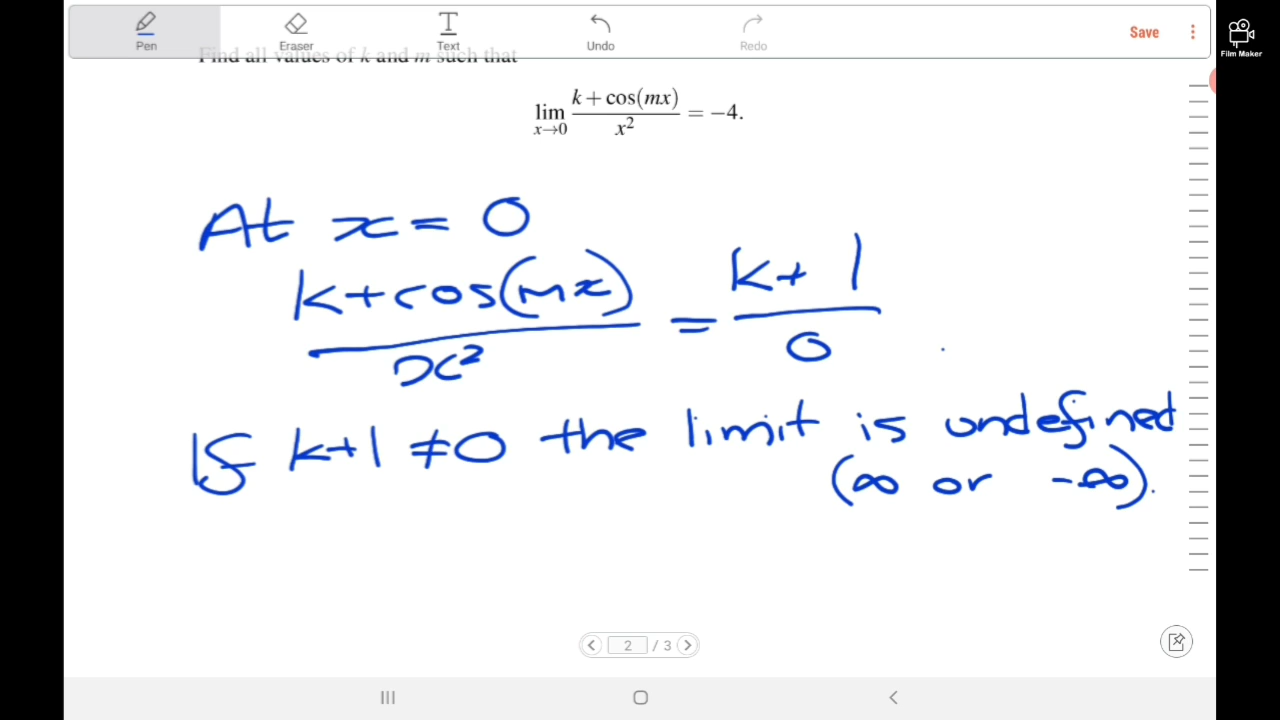 Pen
Eraser
Text
Undo
Redo
Save
Film Maker
Find all values of k and m such that
lim x→0 k + cos(mx) / x² = −4.
At x = 0
k + cos(mx) / x² = k + 1 / 0
If k+1 ≠ 0 the limit is undefined
(∞ or -∞).
2 / 3